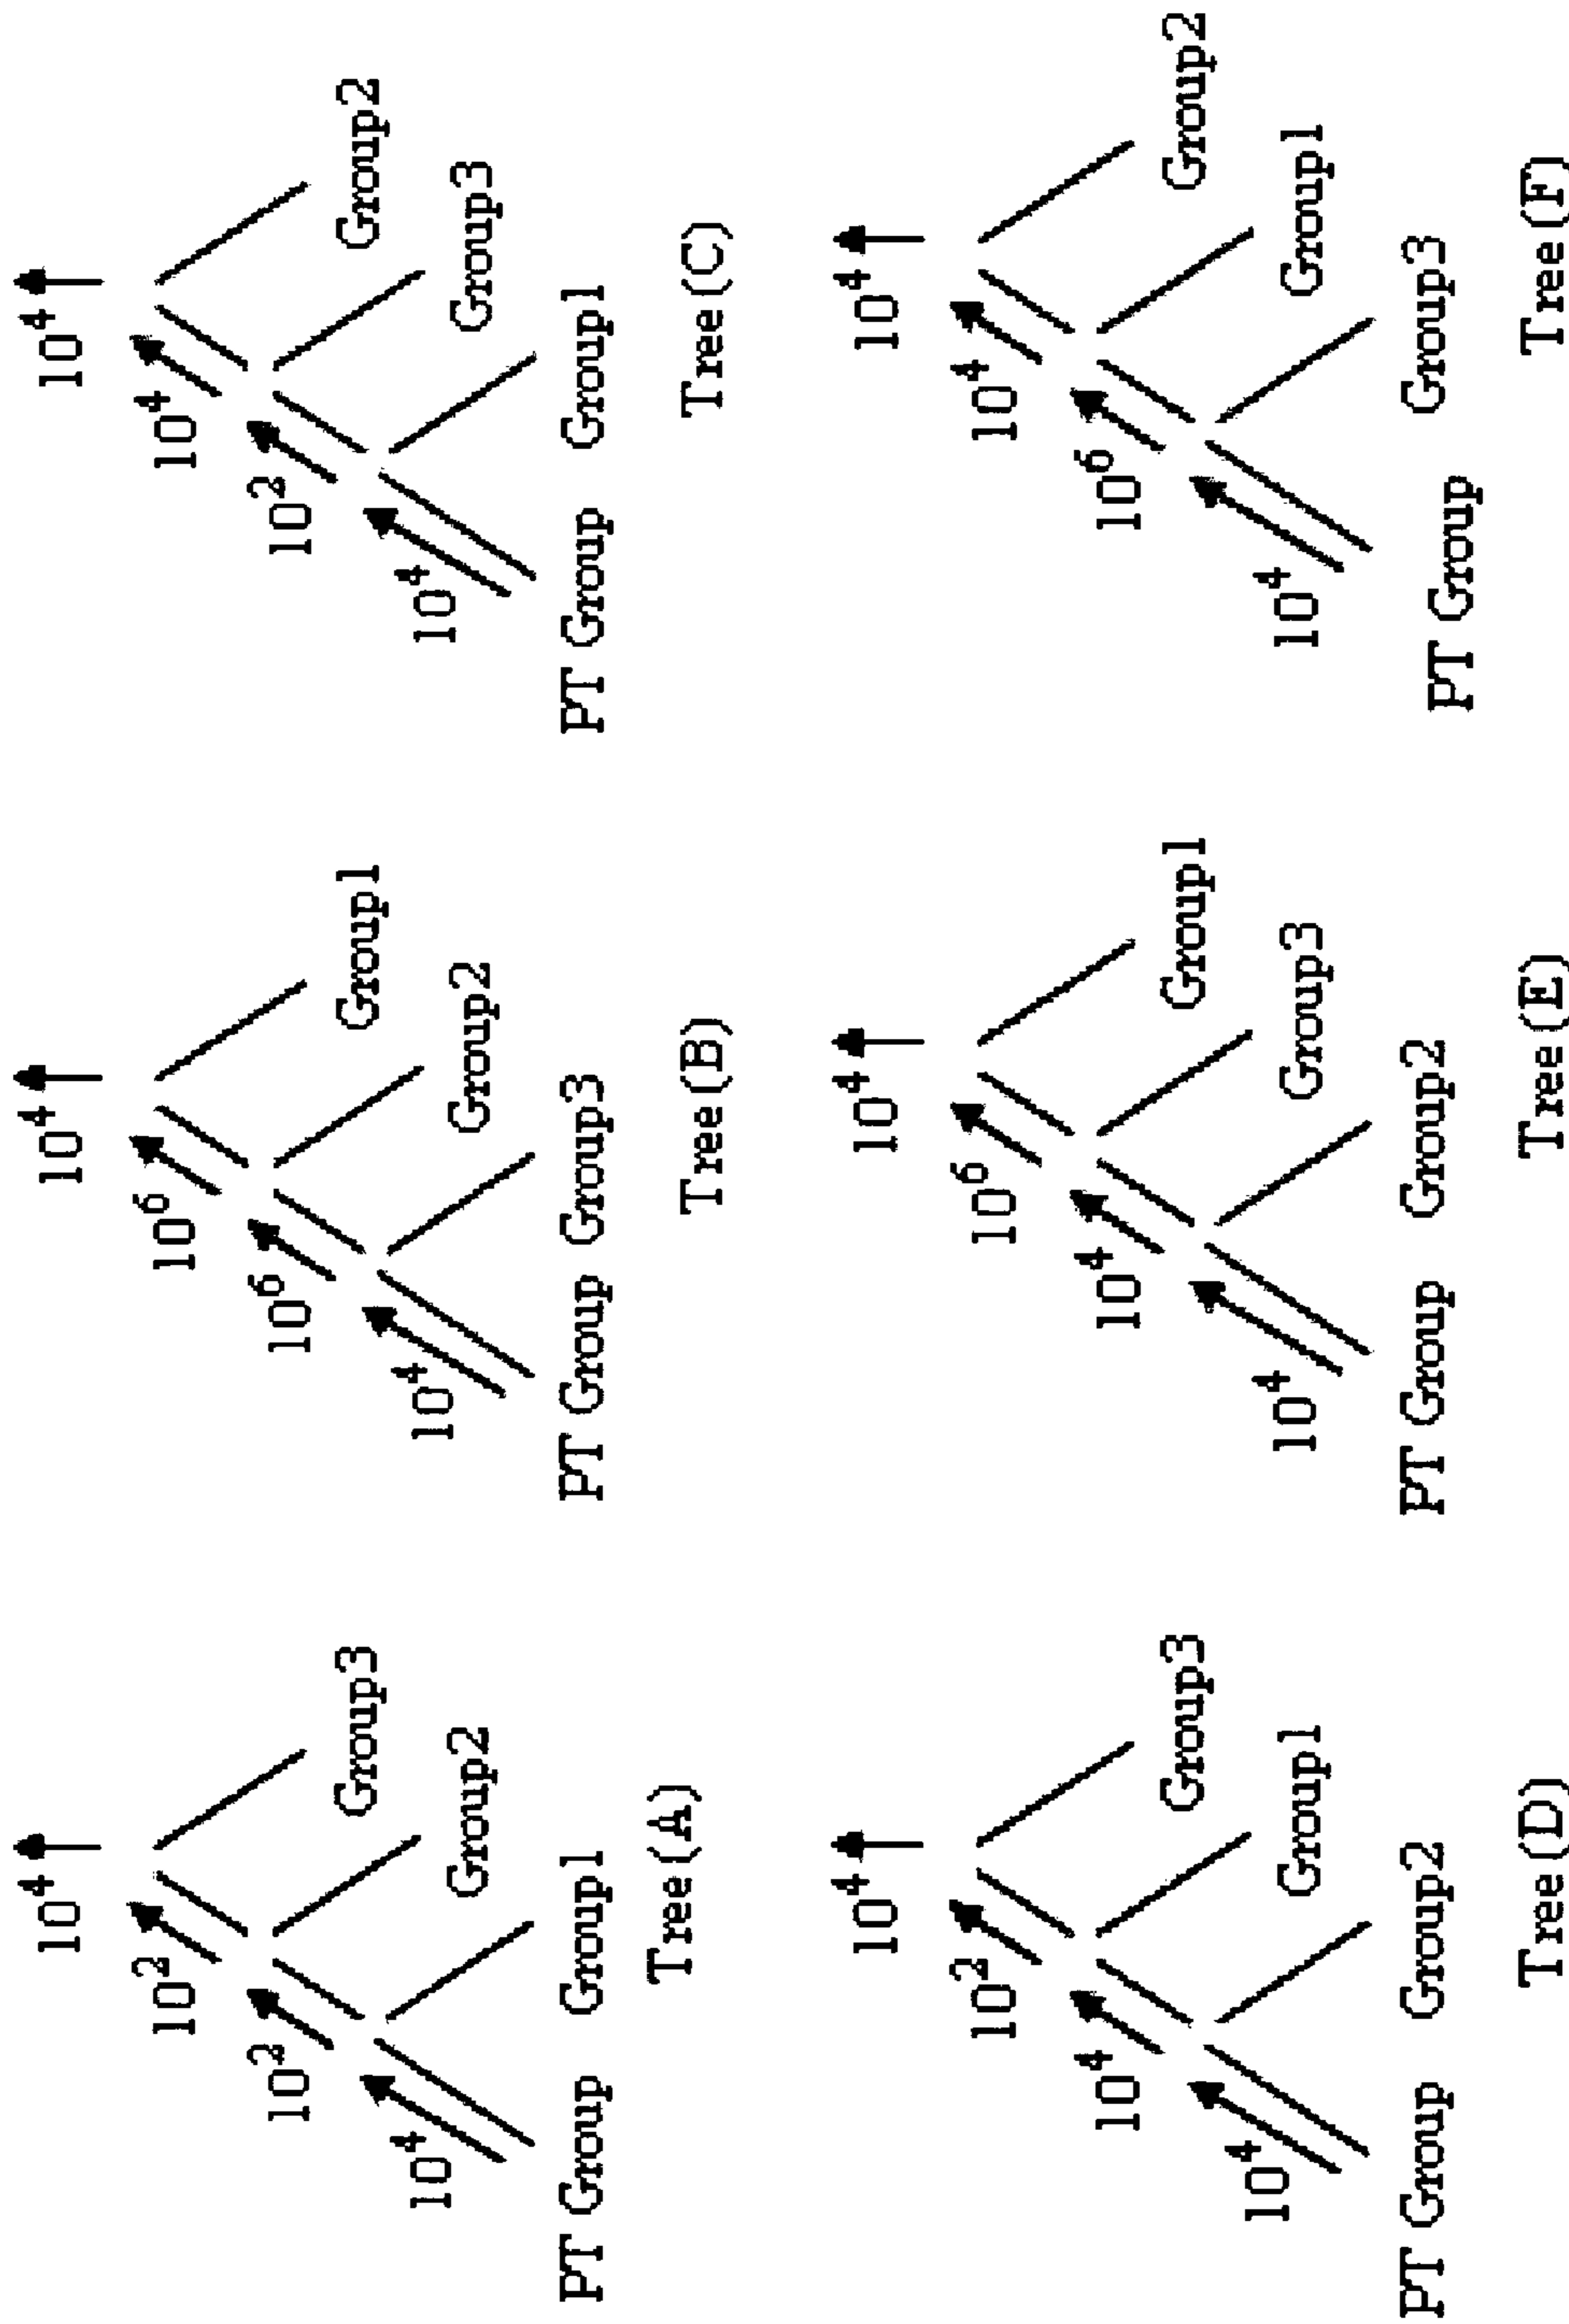 10⁴
10²
10²
10⁴
Group3
Group2
PT Group Group1
Tree(A)
10⁴
10⁶
10⁶
10⁴
Group1
Group2
PT Group Group3
Tree(B)
10⁴
10⁴
10²
10⁴
Group2
Group3
PT Group Group1
Tree(C)
10⁴
10²
10⁴
10⁴
Group3
Group1
PT Group Group2
Tree(D)
10⁴
10⁶
10⁴
10⁴
Group1
Group3
PT Group Group2
Tree(E)
10⁴
10⁴
10⁶
10⁴
Group2
Group1
PT Group Group3
Tree(F)